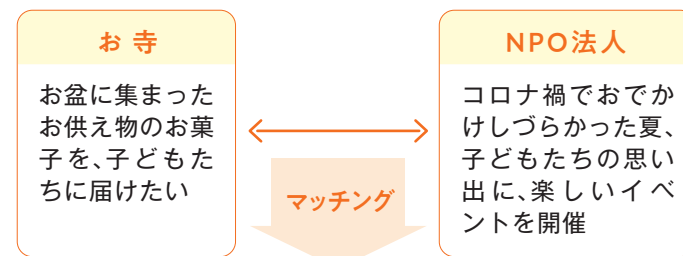 お寺
お盆に集まった
お供え物のお菓
子を、子どもた
ちに届けたい
マッチング
NPO法人
コロナ禍でおでか
けしづらかった夏、
子どもたちの思い
出に、楽しいイベ
ントを開催